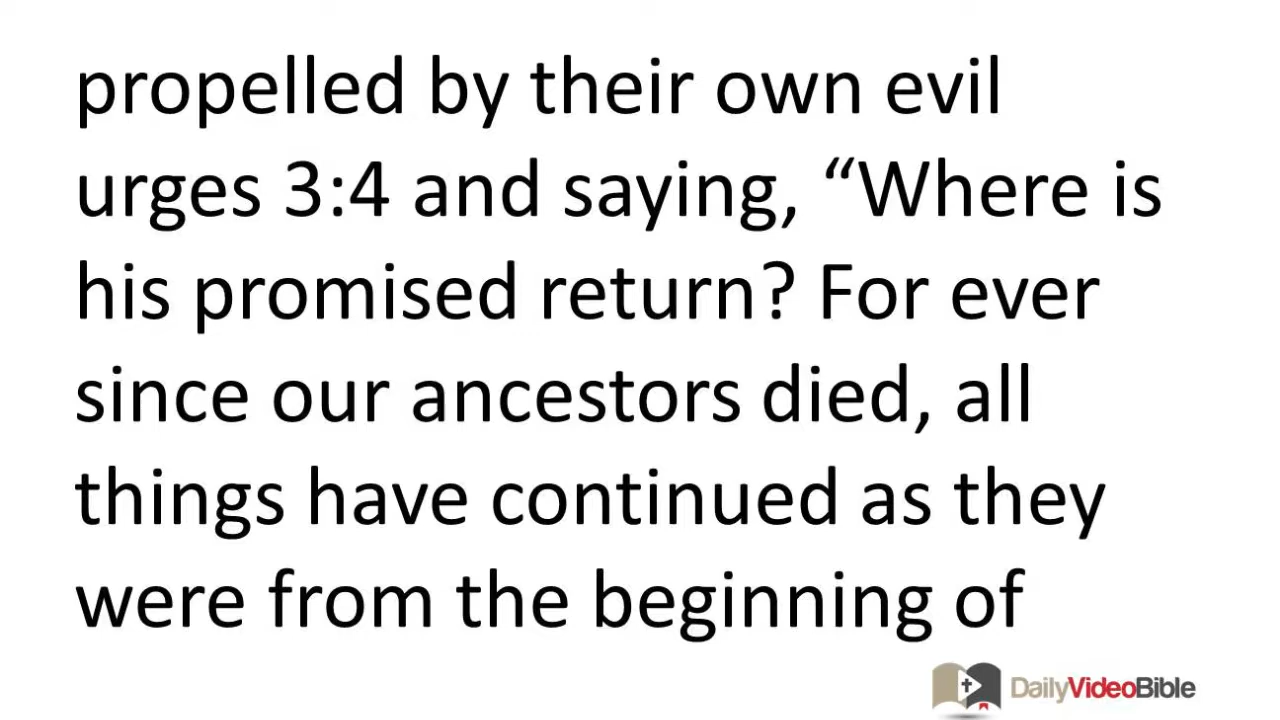 propelled by their own evil
urges 3:4 and saying, “Where is
his promised return? For ever
since our ancestors died, all
things have continued as they
were from the beginning of
DailyVideoBible